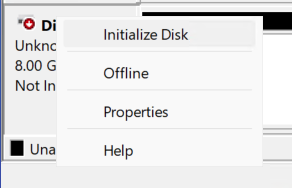 Di
Initialize Disk
Unkno
Offline
8.00 G
Not In
Properties
Una
Help